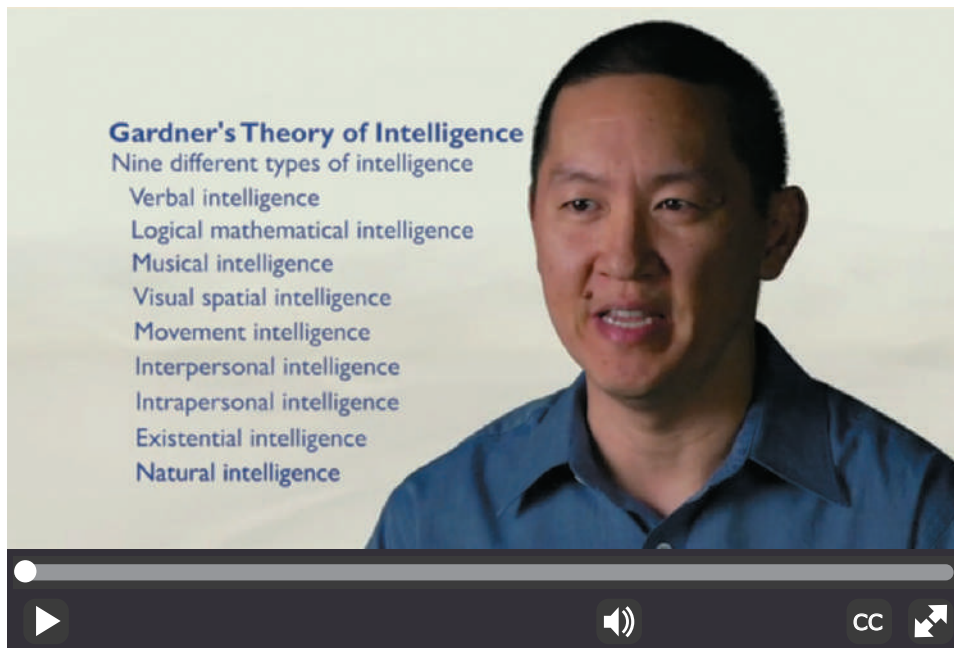 Gardner's Theory of Intelligence
Nine different types of intelligence
Verbal intelligence
Logical mathematical intelligence
Musical intelligence
Visual spatial intelligence
Movement intelligence
Interpersonal intelligence
Intrapersonal intelligence
Existential intelligence
Natural intelligence
CC